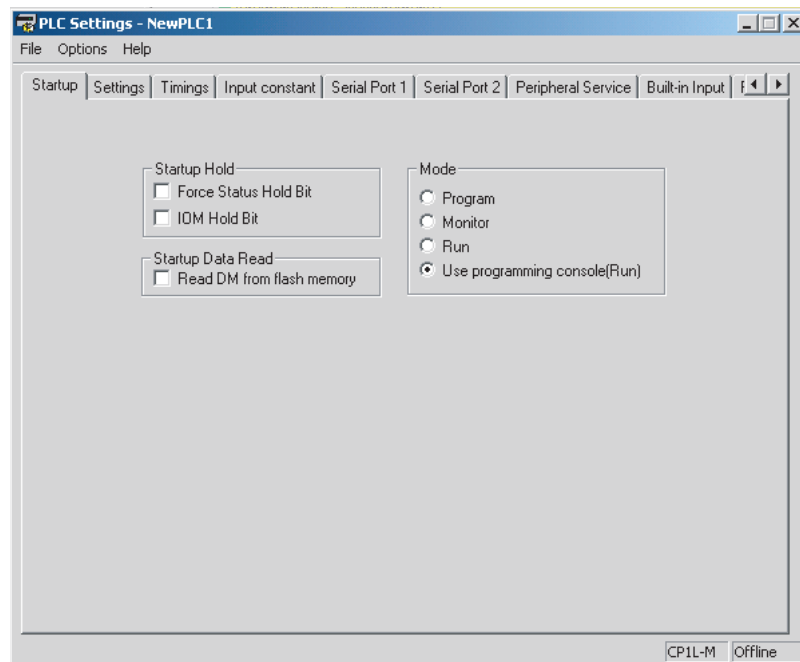 PLC Settings - NewPLC1
File Options Help
Startup Settings Timings Input constant Serial Port 1 Serial Port 2 Peripheral Service Built-in Input
Startup Hold
Force Status Hold Bit
IOM Hold Bit
Startup Data Read
Read DM from flash memory
Mode
Program
Monitor
Run
Use programming console(Run)
CP1L-M Offline